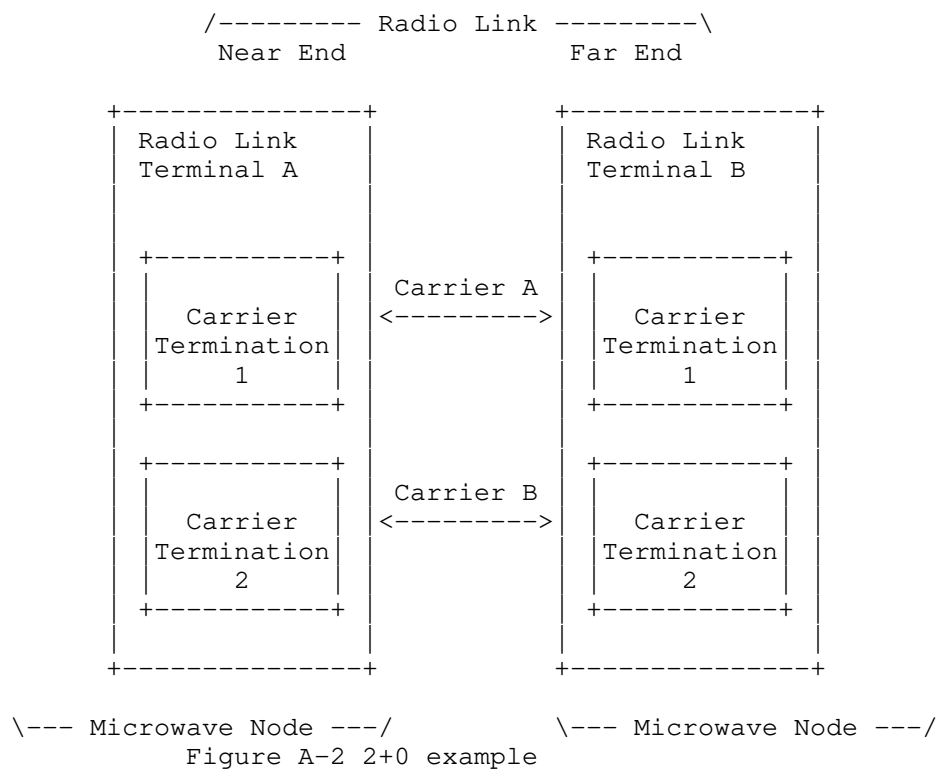 /--------- Radio Link ---------\
Near End Far End
+---------------+ +---------------+
| Radio Link | | Radio Link |
| Terminal A | | Terminal B |
| | | |
| | | |
| +-----------+ | | +-----------+ |
| | | | Carrier A | | | |
| | Carrier | |<--------->| | Carrier | |
| |Termination| | | |Termination| |
| | 1 | | | | 1 | |
| +-----------+ | | +-----------+ |
| | | |
| +-----------+ | | +-----------+ |
| | | | Carrier B | | | |
| | Carrier | |<--------->| | Carrier | |
| |Termination| | | |Termination| |
| | 2 | | | | 2 | |
| +-----------+ | | +-----------+ |
| | | |
+---------------+ +---------------+
\--- Microwave Node ---/ \--- Microwave Node ---/
Figure A-2 2+0 example